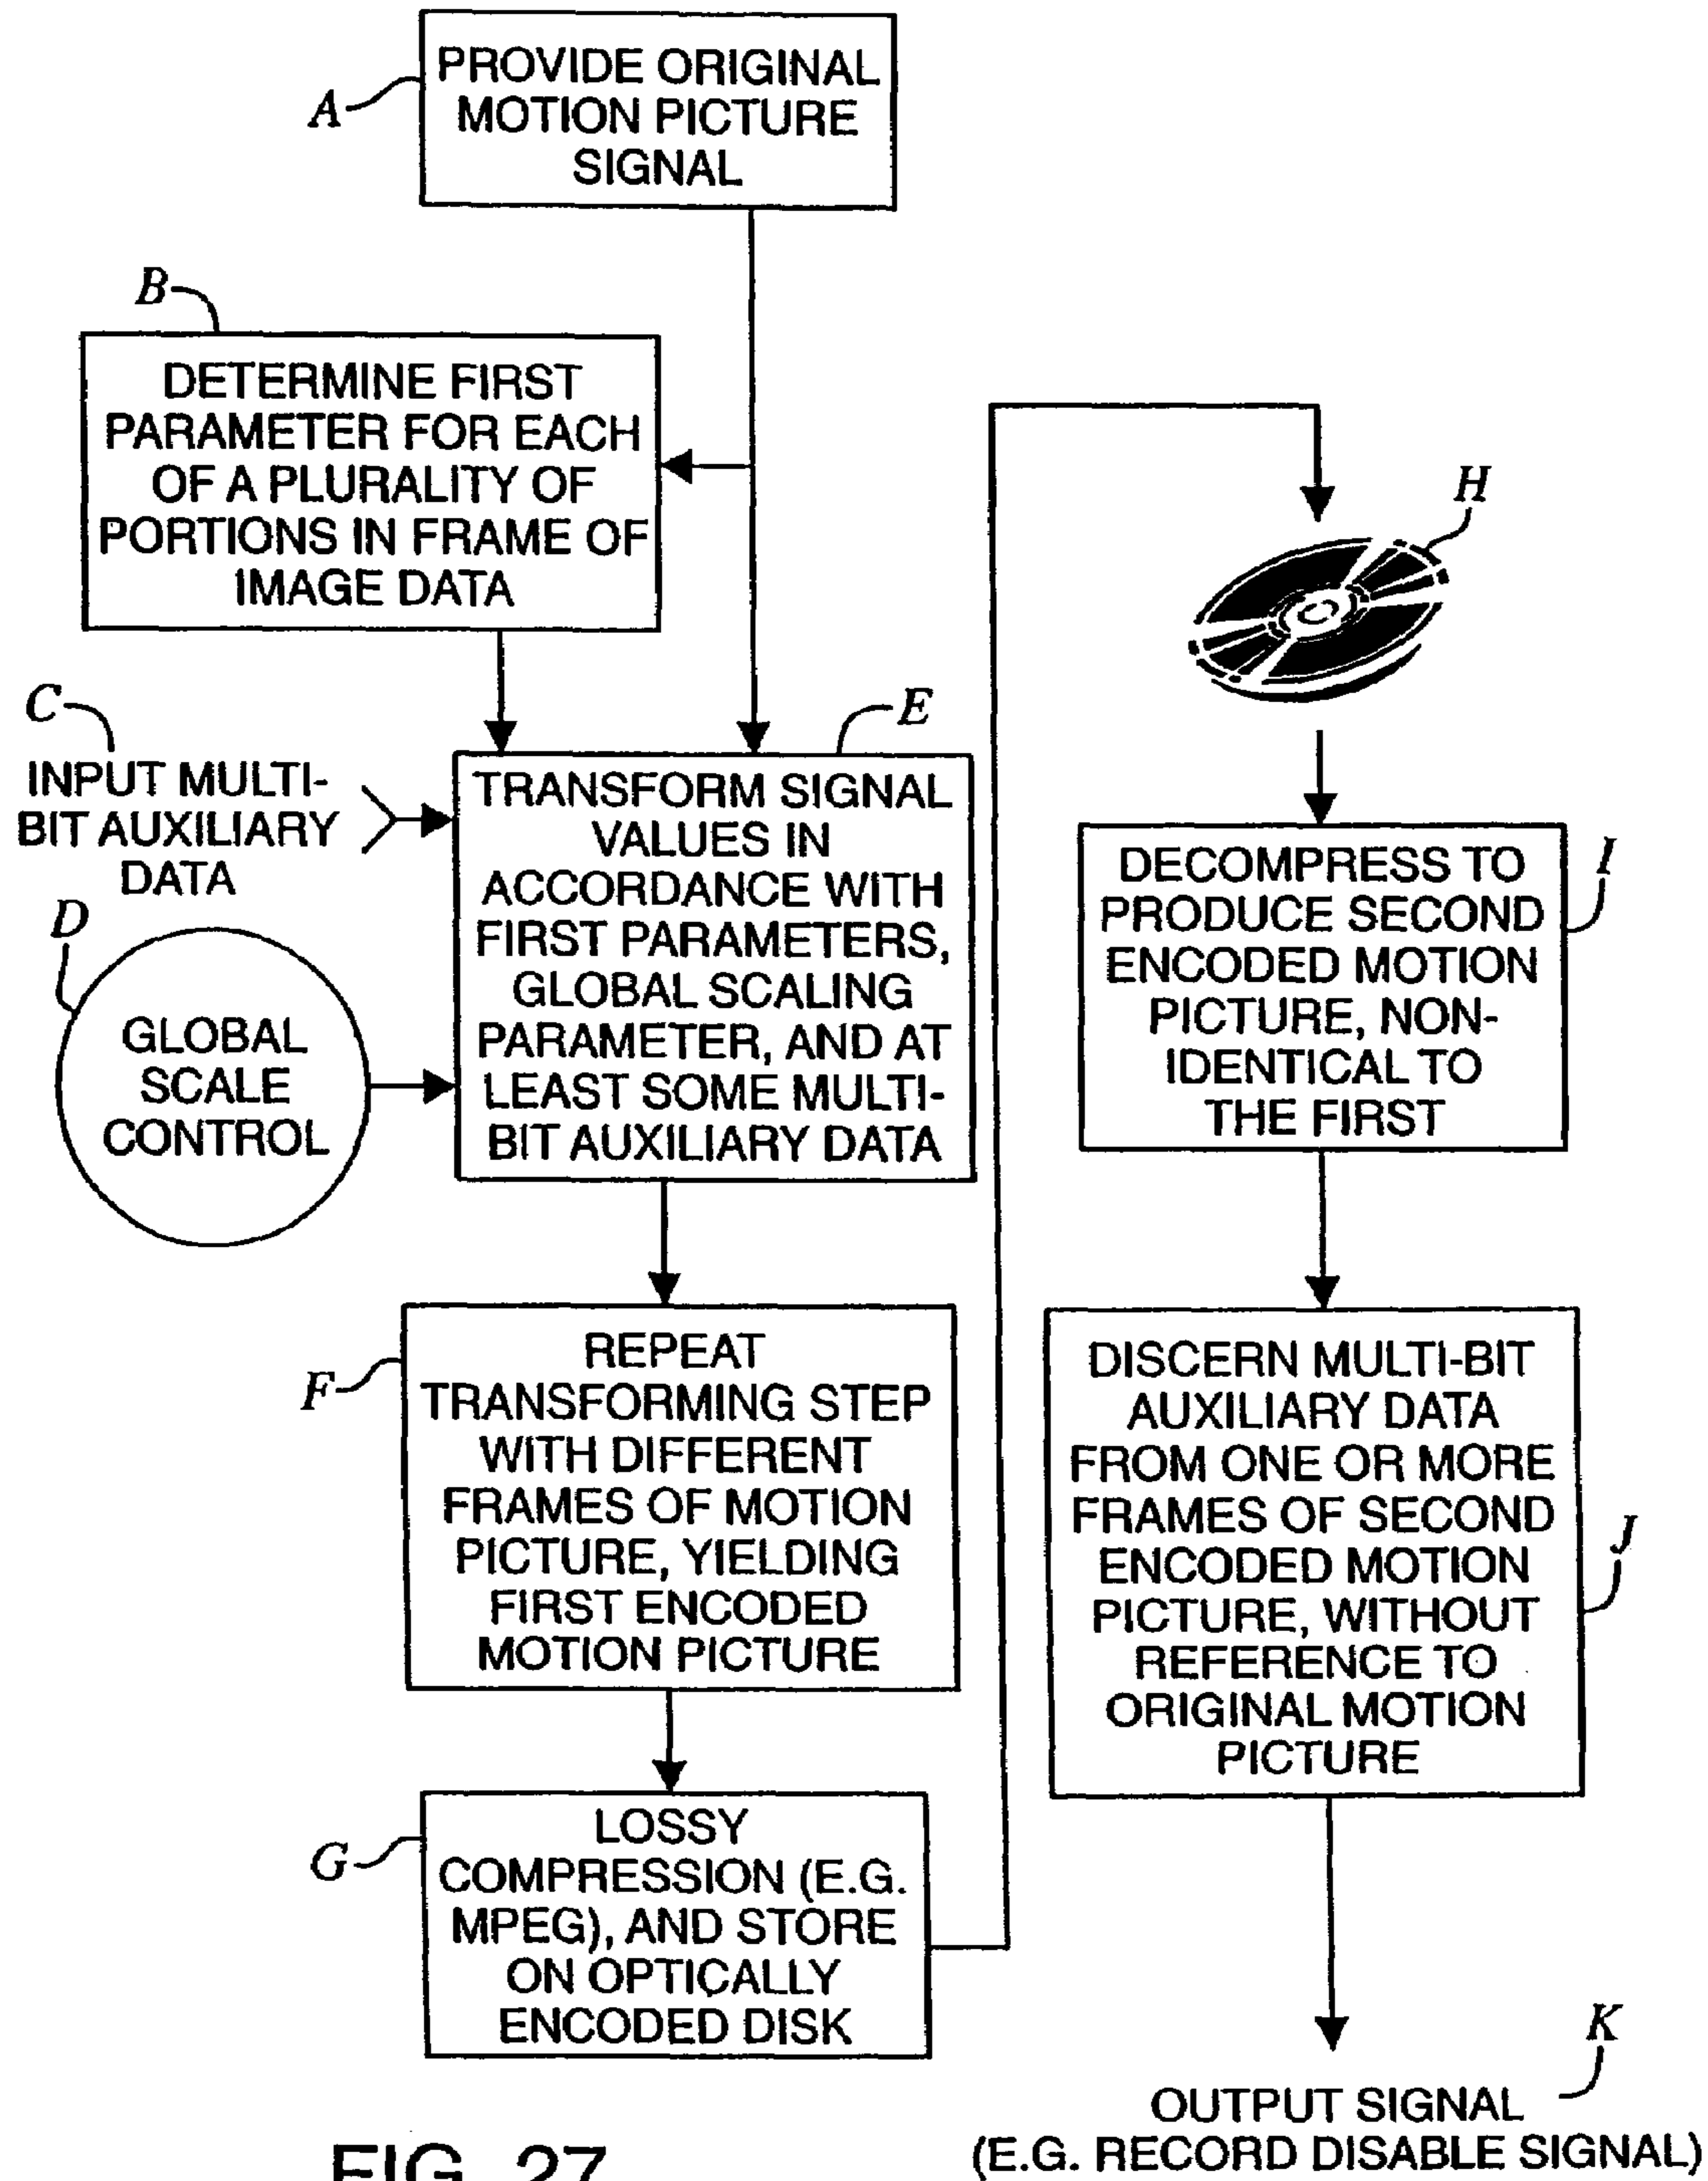 A
PROVIDE ORIGINAL
MOTION PICTURE
SIGNAL
B
DETERMINE FIRST
PARAMETER FOR EACH
OF A PLURALITY OF
PORTIONS IN FRAME OF
IMAGE DATA
C
INPUT MULTI-
BIT AUXILIARY
DATA
D
GLOBAL
SCALE
CONTROL
E
TRANSFORM SIGNAL
VALUES IN
ACCORDANCE WITH
FIRST PARAMETERS,
GLOBAL SCALING
PARAMETER, AND AT
LEAST SOME MULTI-
BIT AUXILIARY DATA
F
REPEAT
TRANSFORMING STEP
WITH DIFFERENT
FRAMES OF MOTION
PICTURE, YIELDING
FIRST ENCODED
MOTION PICTURE
G
LOSSY
COMPRESSION (E.G.
MPEG), AND STORE
ON OPTICALLY
ENCODED DISK
H
I
DECOMPRESS TO
PRODUCE SECOND
ENCODED MOTION
PICTURE, NON-
IDENTICAL TO
THE FIRST
J
DISCERN MULTI-BIT
AUXILIARY DATA
FROM ONE OR MORE
FRAMES OF SECOND
ENCODED MOTION
PICTURE, WITHOUT
REFERENCE TO
ORIGINAL MOTION
PICTURE
K
OUTPUT SIGNAL
(E.G. RECORD DISABLE SIGNAL)
FIG. 27